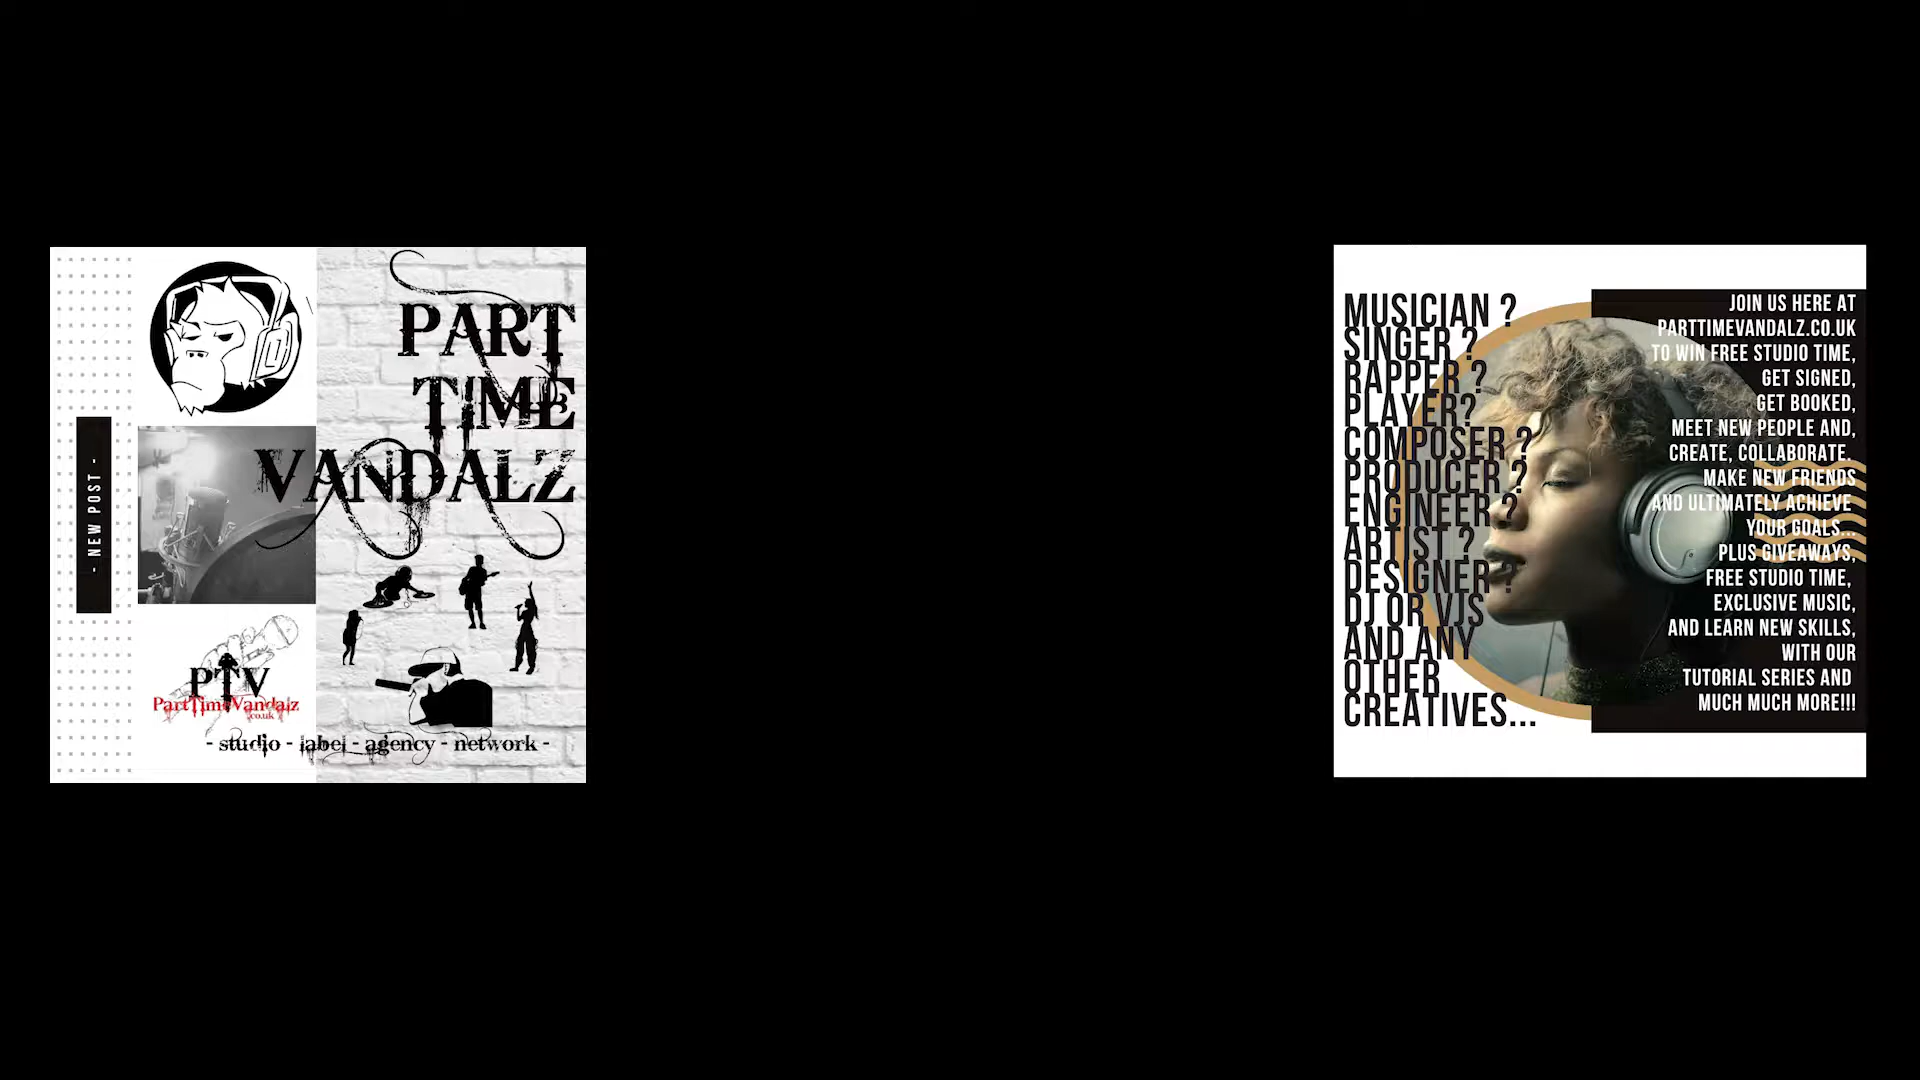 - NEW POST -
PART
TIME
VANDALZ
PTV
PartTimeVandalz
.co.uk
- studio - label - agency - network -
MUSICIAN ?
SINGER ?
RAPPER ?
PLAYER?
COMPOSER ?
PRODUCER ?
ENGINEER ?
ARTIST ?
DESIGNER ?
DJ OR VJS
AND ANY
OTHER
CREATIVES...
JOIN US HERE AT
PARTTIMEVANDALZ.CO.UK
TO WIN FREE STUDIO TIME,
GET SIGNED,
GET BOOKED,
MEET NEW PEOPLE AND,
CREATE, COLLABORATE.
MAKE NEW FRIENDS
AND ULTIMATELY ACHIEVE
YOUR GOALS...
PLUS GIVEAWAYS,
FREE STUDIO TIME,
EXCLUSIVE MUSIC,
AND LEARN NEW SKILLS,
WITH OUR
TUTORIAL SERIES AND
MUCH MUCH MORE!!!